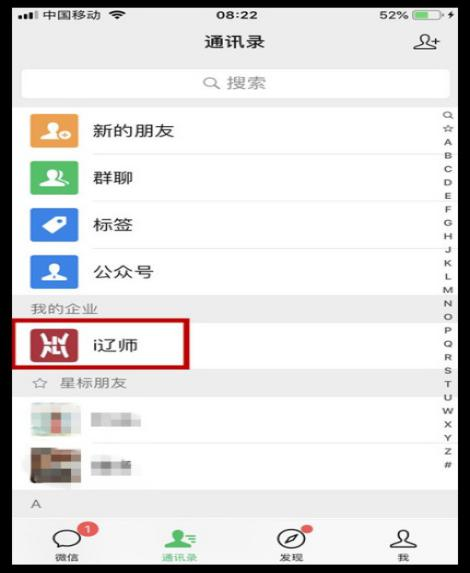 中国移动 08:22 52%
通讯录
搜索
新的朋友
群聊
标签
公众号
我的企业
i辽师
☆ 星标朋友
A
Q
☆
A
B
C
D
E
F
G
H
J
K
L
M
N
O
P
Q
R
S
T
U
W
X
Y
Z
#
1
微信 通讯录 发现 我